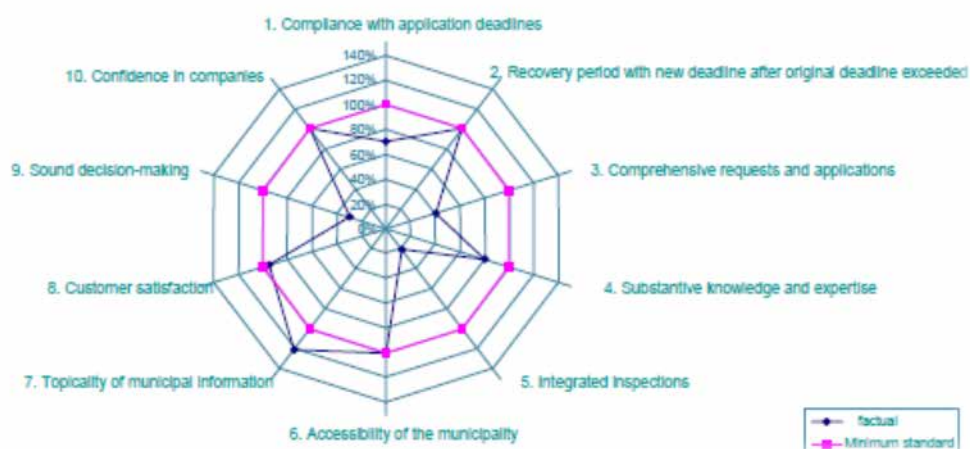 1. Compliance with application deadlines
140%
120%
100%
80%
60%
40%
20%
0%
2. Recovery period with new deadline after original deadline exceeded
10. Confidence in companies
9. Sound decision-making
3. Comprehensive requests and applications
8. Customer satisfaction
4. Substantive knowledge and expertise
7. Topicality of municipal information
5. Integrated inspections
6. Accessibility of the municipality
factual
Minimum standard